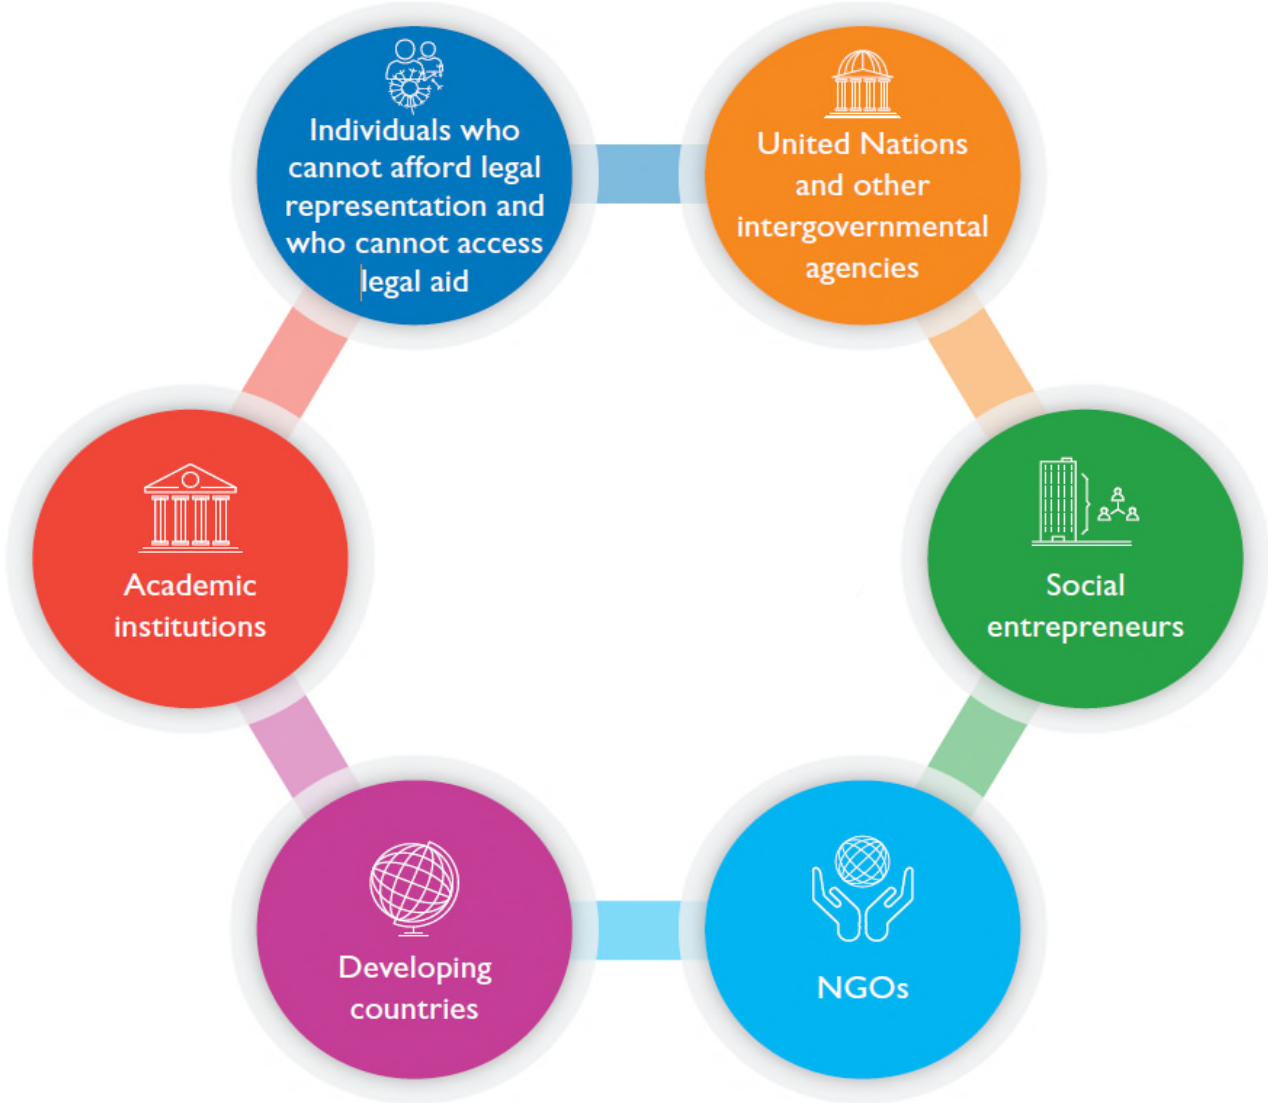 Individuals who
cannot afford legal
representation and
who cannot access
legal aid
United Nations
and other
intergovernmental
agencies
Academic
institutions
Social
entrepreneurs
Developing
countries
NGOs